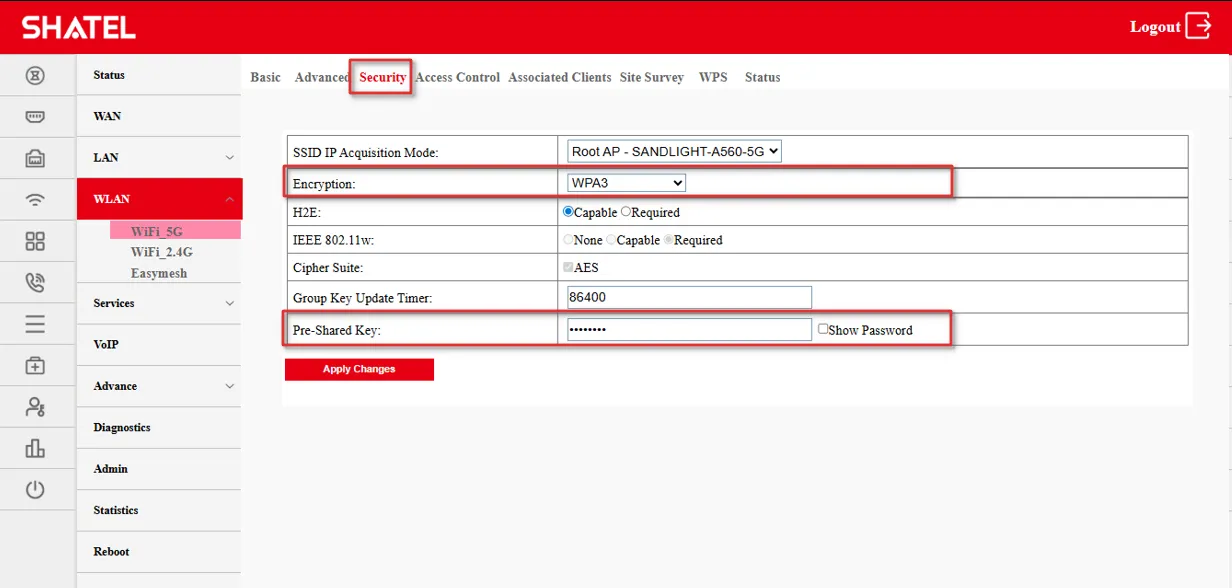 SHATEL
Logout
Status
WAN
LAN
WLAN
WiFi_5G
WiFi_2.4G
Easymesh
Services
VoIP
Advance
Diagnostics
Admin
Statistics
Reboot
Basic Advanced Security Access Control Associated Clients Site Survey WPS Status
SSID IP Acquisition Mode: Root AP - SANDLIGHT-A560-5G
Encryption: WPA3
H2E: Capable Required
IEEE 802.11w: None Capable Required
Cipher Suite: AES
Group Key Update Timer: 86400
Pre-Shared Key: •••••••• Show Password
Apply Changes